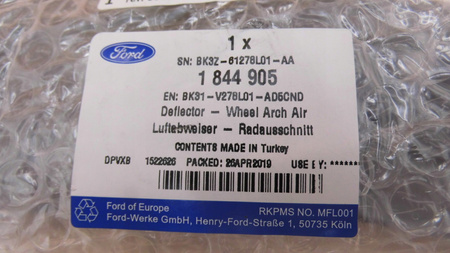 Ford
1 x
SN: BK3Z-61278L01-AA
1 844 905
EN: BK31-V278L01-AD5CND
Deflector - Wheel Arch Air
Luftabweiser - Radausschnitt
CONTENTS MADE IN Turkey
DPVXB 1522626 PACKED: 26APR2019 USE BY: *******
Ford of Europe
Ford-Werke GmbH, Henry-Ford-Straße 1, 50735 Köln
RKPMS NO. MFL001